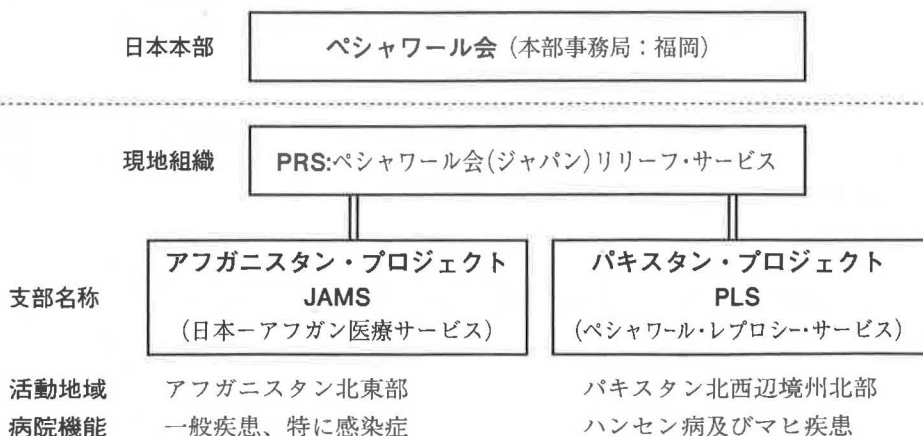 日本本部
ペシャワール会（本部事務局：福岡）
現地組織
PRS:ペシャワール会(ジャパン)リリーフ・サービス
支部名称
アフガニスタン・プロジェクト
JAMS
（日本ーアフガン医療サービス）
パキスタン・プロジェクト
PLS
（ペシャワール・レプロシー・サービス）
活動地域 アフガニスタン北東部 パキスタン北西辺境州北部
病院機能 一般疾患、特に感染症 ハンセン病及びマヒ疾患